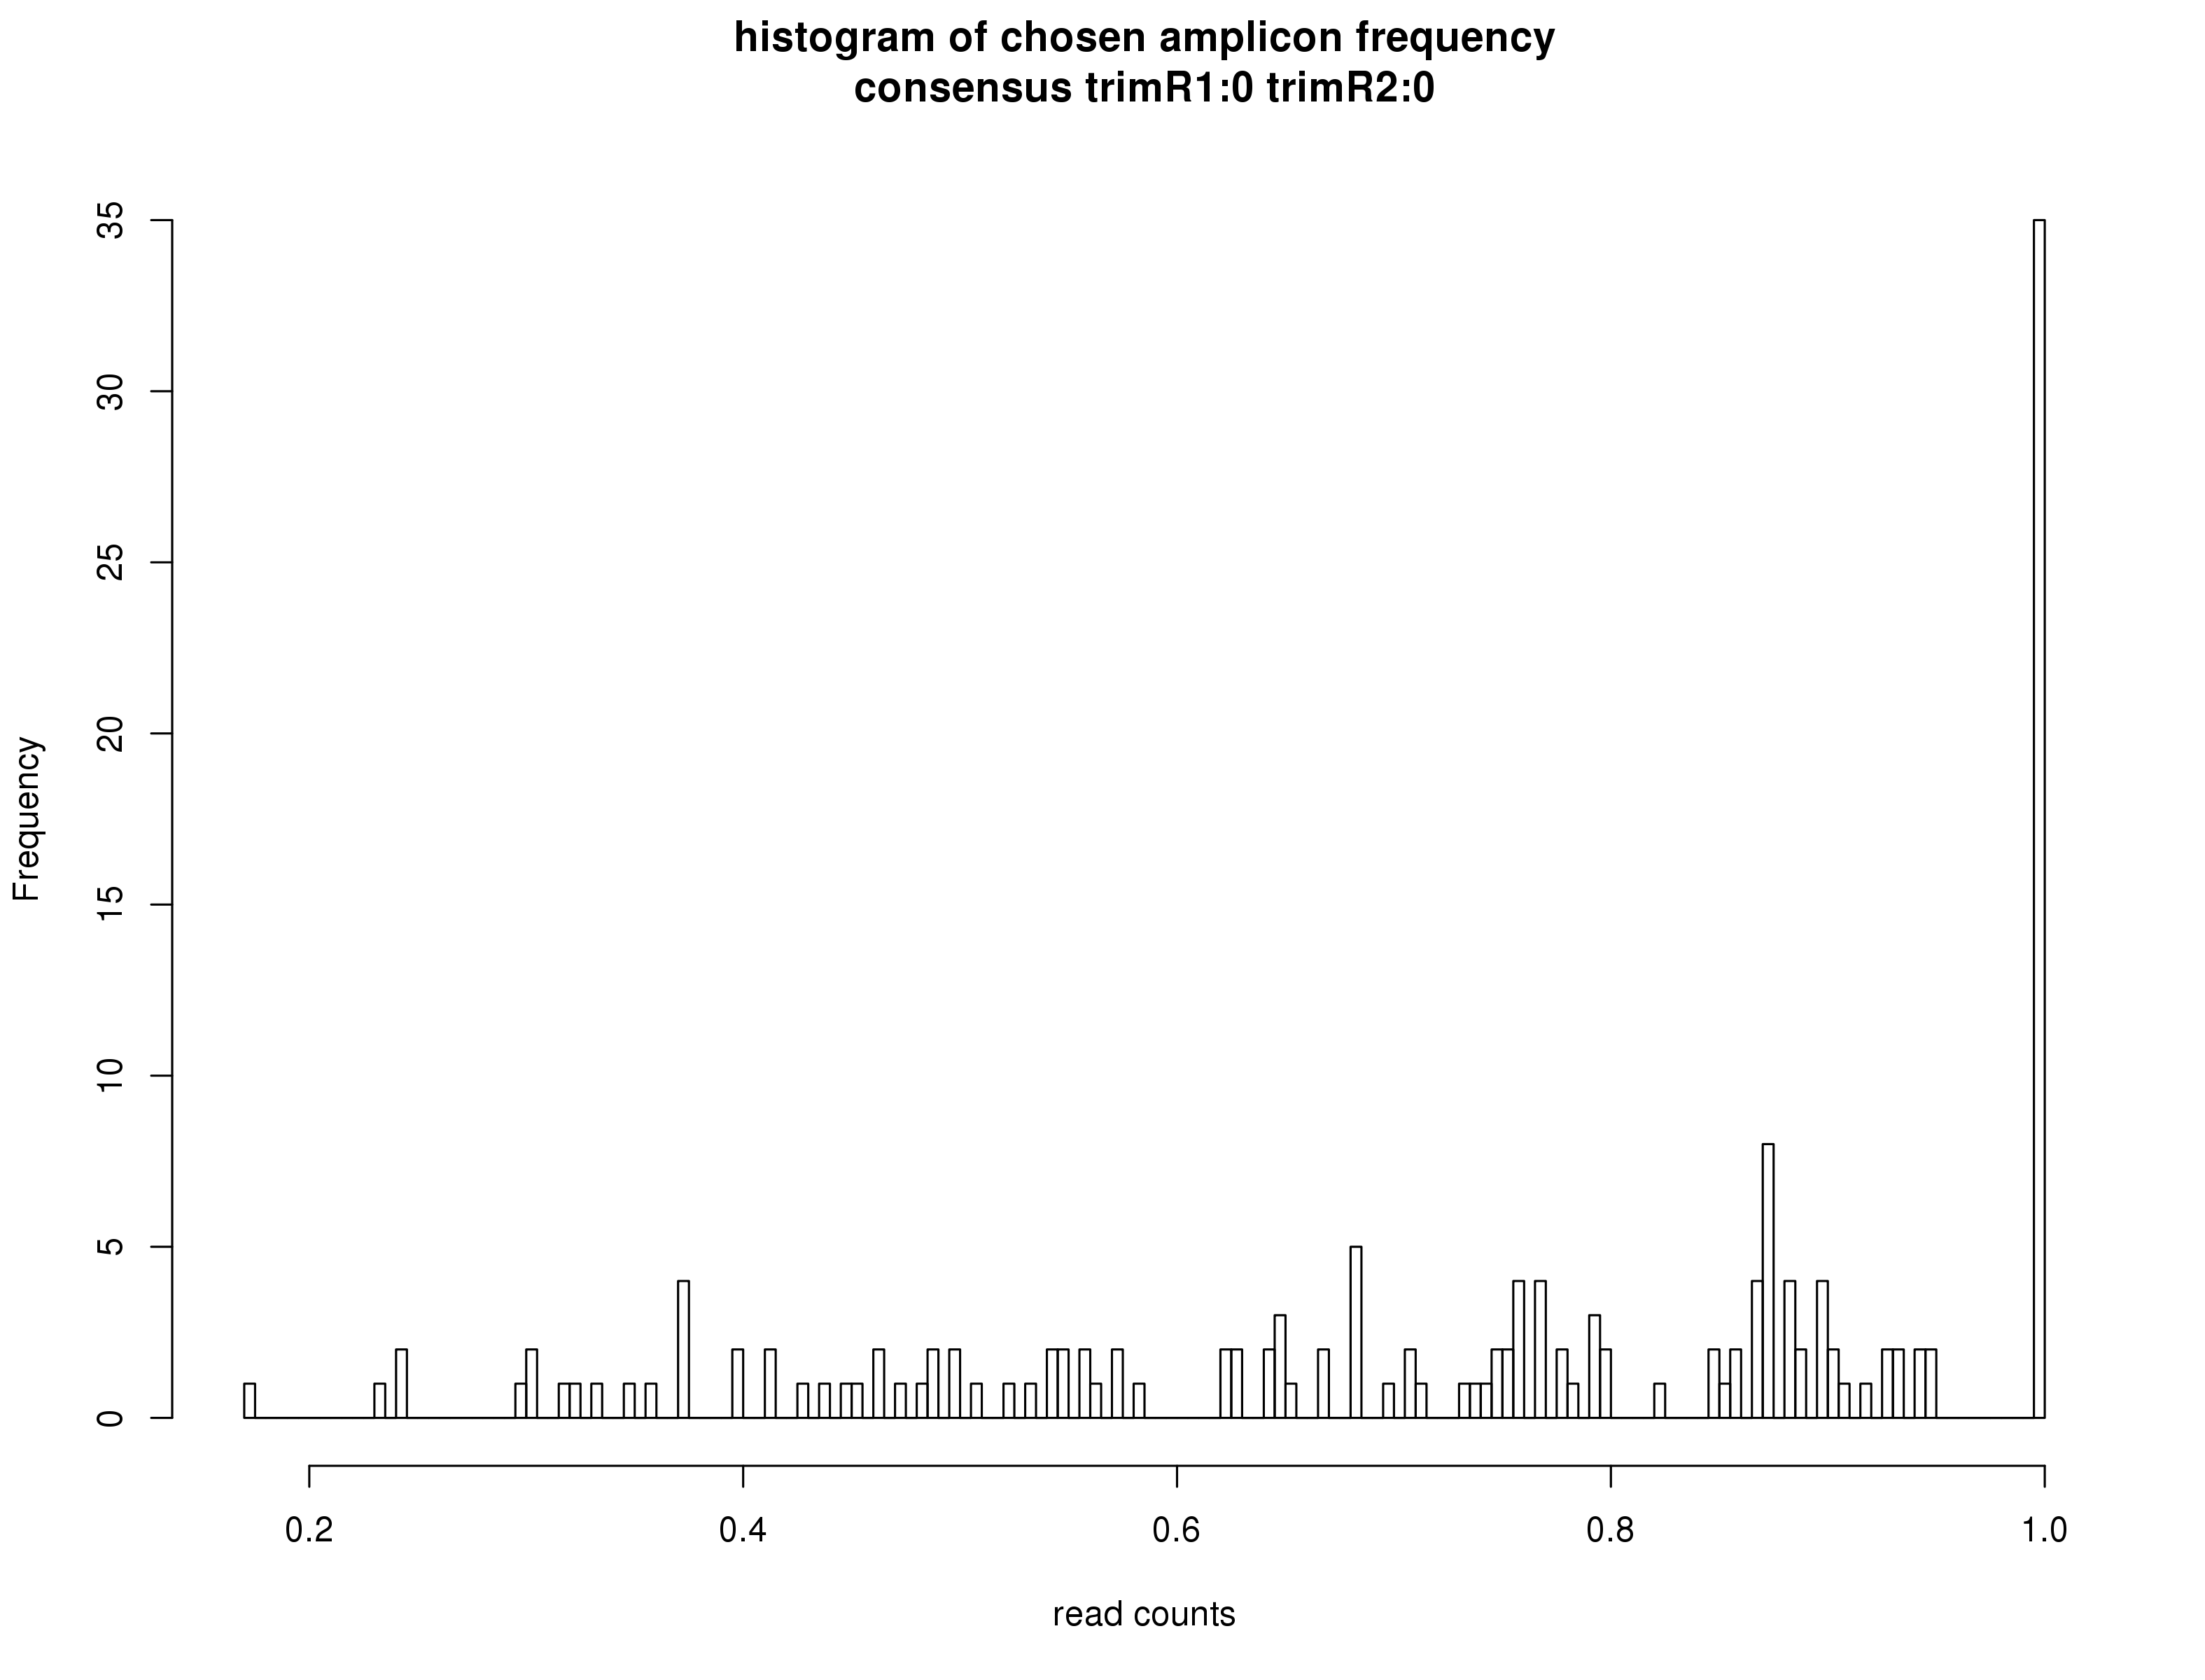 histogram of chosen amplicon frequency
consensus trimR1:0 trimR2:0
35
30
25
20
15
10
5
0
Frequency
0.2 0.4 0.6 0.8 1.0
read counts